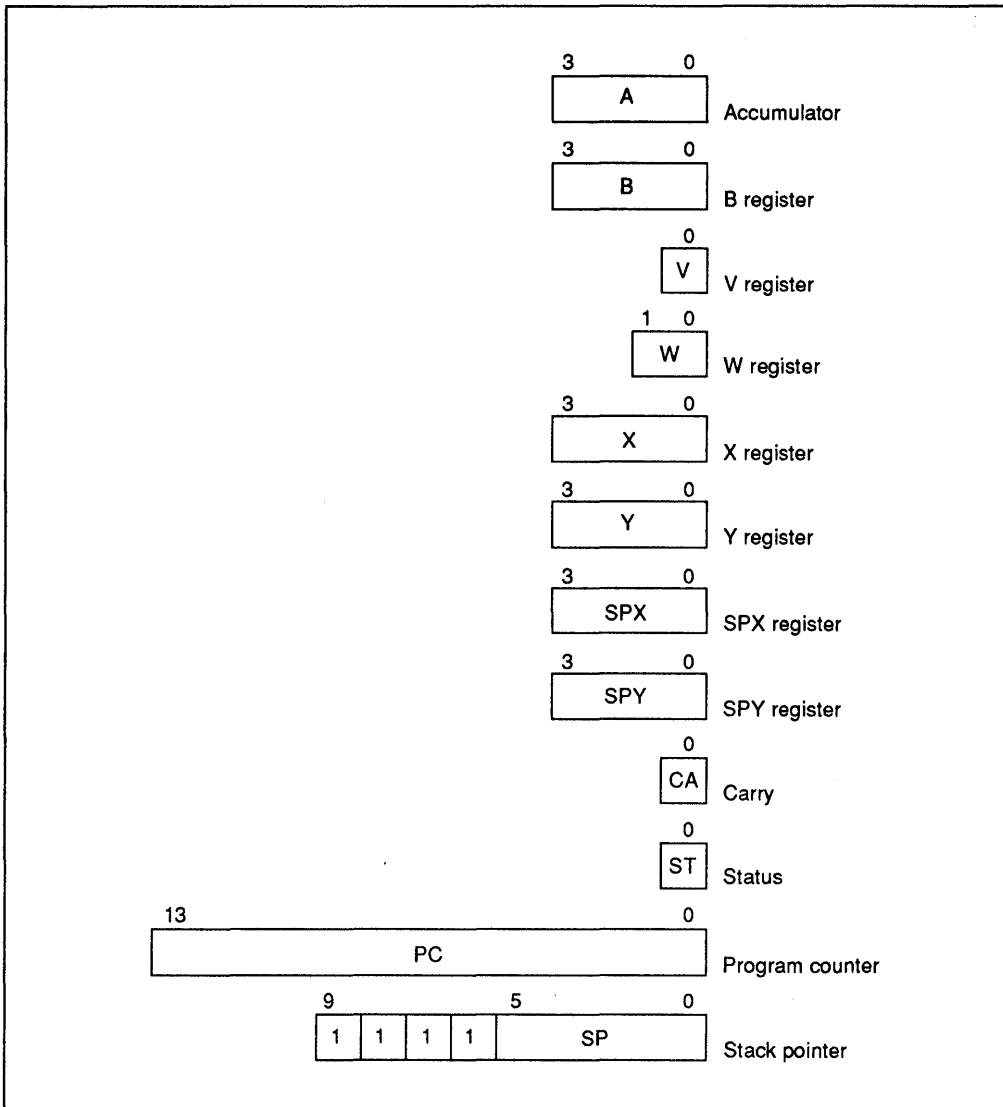 3 0
A
Accumulator
3 0
B
B register
0
V
V register
1 0
W
W register
3 0
X
X register
3 0
Y
Y register
3 0
SPX
SPX register
3 0
SPY
SPY register
0
CA
Carry
0
ST
Status
13 0
PC
Program counter
9 5 0
1 1 1 1 SP
Stack pointer